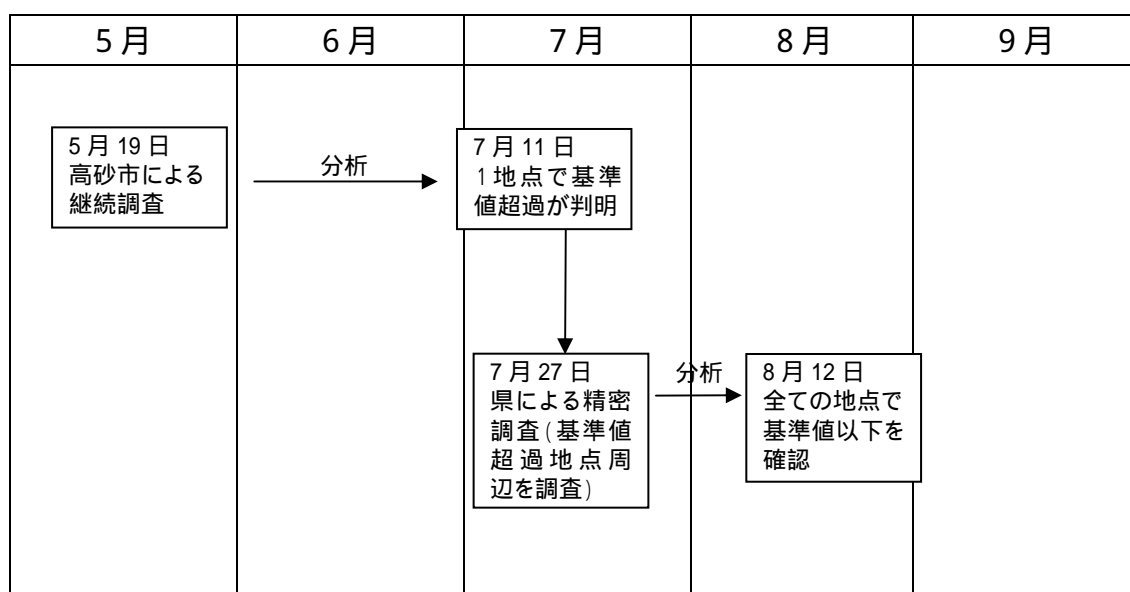 5月 6月 7月 8月 9月
5月19日
高砂市による
継続調査
分析
7月11日
1地点で基準
値超過が判明
7月27日
県による精密
調査(基準値
超過地点周
辺を調査)
分析
8月12日
全ての地点で
基準値以下を
確認